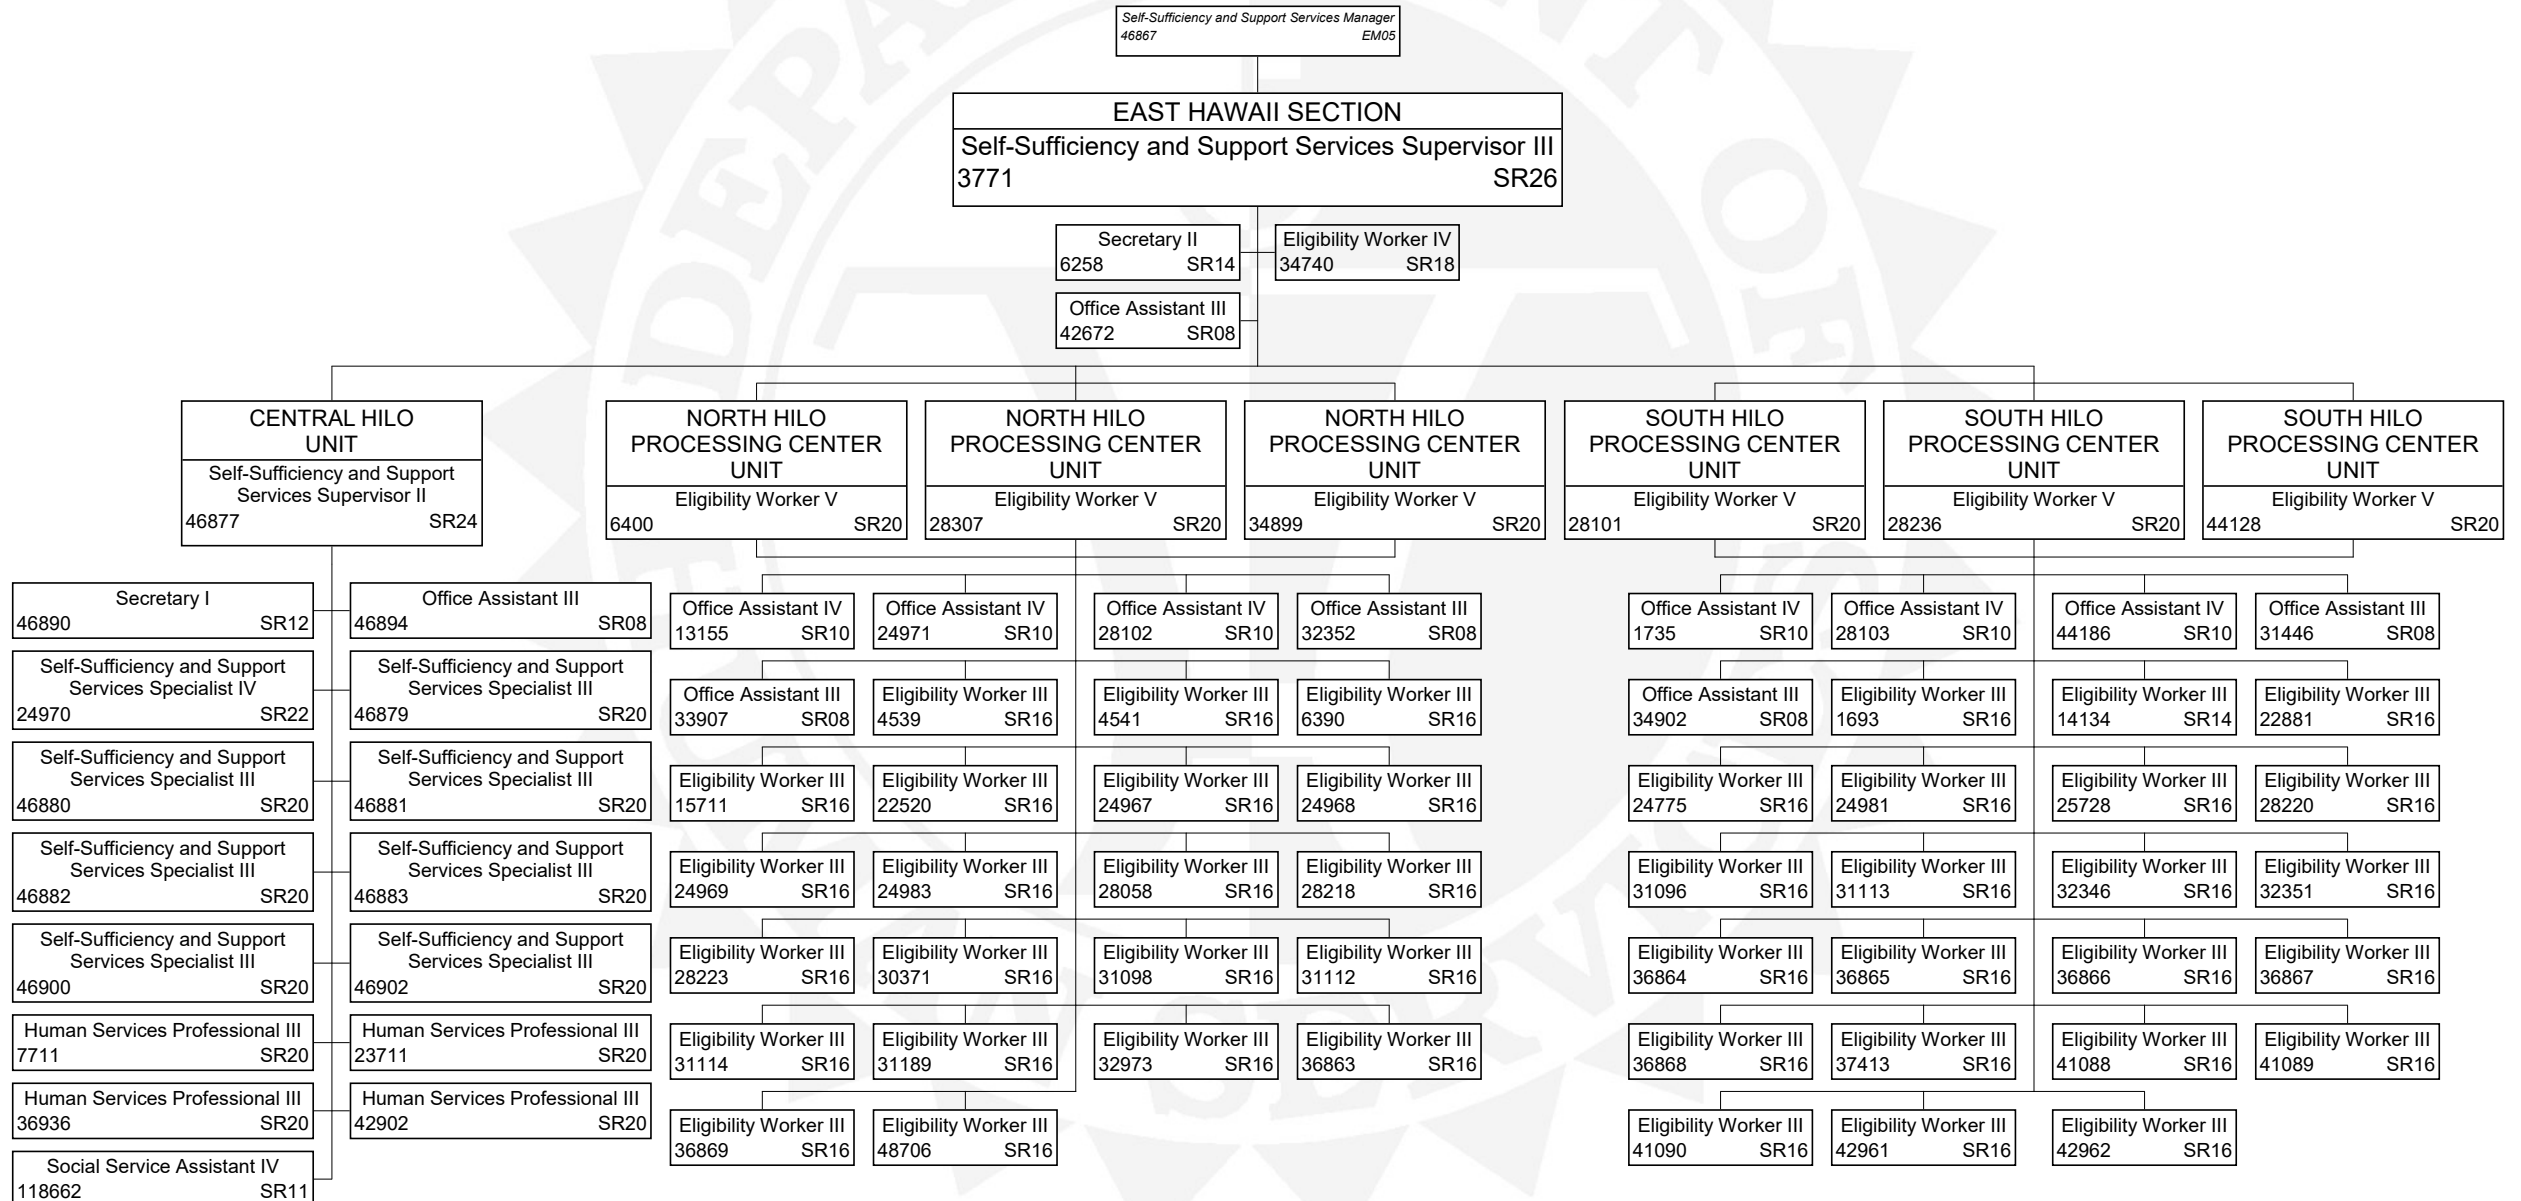 Self-Sufficiency and Support Services Manager
46867 EM05
EAST HAWAII SECTION
Self-Sufficiency and Support Services Supervisor III
3771 SR26
Secretary II
6258 SR14
Eligibility Worker IV
34740 SR18
Office Assistant III
42672 SR08
CENTRAL HILO
UNIT
Self-Sufficiency and Support
Services Supervisor II
46877 SR24
NORTH HILO
PROCESSING CENTER
UNIT
Eligibility Worker V
6400 SR20
NORTH HILO
PROCESSING CENTER
UNIT
Eligibility Worker V
28307 SR20
NORTH HILO
PROCESSING CENTER
UNIT
Eligibility Worker V
34899 SR20
SOUTH HILO
PROCESSING CENTER
UNIT
Eligibility Worker V
28101 SR20
SOUTH HILO
PROCESSING CENTER
UNIT
Eligibility Worker V
28236 SR20
SOUTH HILO
PROCESSING CENTER
UNIT
Eligibility Worker V
44128 SR20
Secretary I
46890 SR12
Office Assistant III
46894 SR08
Self-Sufficiency and Support
Services Specialist IV
24970 SR22
Self-Sufficiency and Support
Services Specialist III
46879 SR20
Self-Sufficiency and Support
Services Specialist III
46880 SR20
Self-Sufficiency and Support
Services Specialist III
46881 SR20
Self-Sufficiency and Support
Services Specialist III
46882 SR20
Self-Sufficiency and Support
Services Specialist III
46883 SR20
Self-Sufficiency and Support
Services Specialist III
46900 SR20
Self-Sufficiency and Support
Services Specialist III
46902 SR20
Human Services Professional III
7711 SR20
Human Services Professional III
23711 SR20
Human Services Professional III
36936 SR20
Human Services Professional III
42902 SR20
Social Service Assistant IV
118662 SR11
Office Assistant IV
13155 SR10
Office Assistant IV
24971 SR10
Office Assistant IV
28102 SR10
Office Assistant III
32352 SR08
Office Assistant III
33907 SR08
Eligibility Worker III
4539 SR16
Eligibility Worker III
4541 SR16
Eligibility Worker III
6390 SR16
Eligibility Worker III
15711 SR16
Eligibility Worker III
22520 SR16
Eligibility Worker III
24967 SR16
Eligibility Worker III
24968 SR16
Eligibility Worker III
24969 SR16
Eligibility Worker III
24983 SR16
Eligibility Worker III
28058 SR16
Eligibility Worker III
28218 SR16
Eligibility Worker III
28223 SR16
Eligibility Worker III
30371 SR16
Eligibility Worker III
31098 SR16
Eligibility Worker III
31112 SR16
Eligibility Worker III
31114 SR16
Eligibility Worker III
31189 SR16
Eligibility Worker III
32973 SR16
Eligibility Worker III
36863 SR16
Eligibility Worker III
36869 SR16
Eligibility Worker III
48706 SR16
Office Assistant IV
1735 SR10
Office Assistant IV
28103 SR10
Office Assistant IV
44186 SR10
Office Assistant III
31446 SR08
Office Assistant III
34902 SR08
Eligibility Worker III
1693 SR16
Eligibility Worker III
14134 SR14
Eligibility Worker III
22881 SR16
Eligibility Worker III
24775 SR16
Eligibility Worker III
24981 SR16
Eligibility Worker III
25728 SR16
Eligibility Worker III
28220 SR16
Eligibility Worker III
31096 SR16
Eligibility Worker III
31113 SR16
Eligibility Worker III
32346 SR16
Eligibility Worker III
32351 SR16
Eligibility Worker III
36864 SR16
Eligibility Worker III
36865 SR16
Eligibility Worker III
36866 SR16
Eligibility Worker III
36867 SR16
Eligibility Worker III
36868 SR16
Eligibility Worker III
37413 SR16
Eligibility Worker III
41088 SR16
Eligibility Worker III
41089 SR16
Eligibility Worker III
41090 SR16
Eligibility Worker III
42961 SR16
Eligibility Worker III
42962 SR16